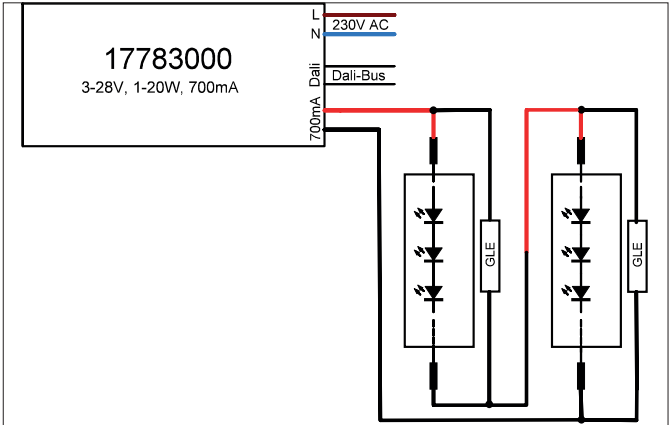 L
230V AC
N
17783000
3-28V, 1-20W, 700mA
Dali
Dali-Bus
700mA
GLE
GLE